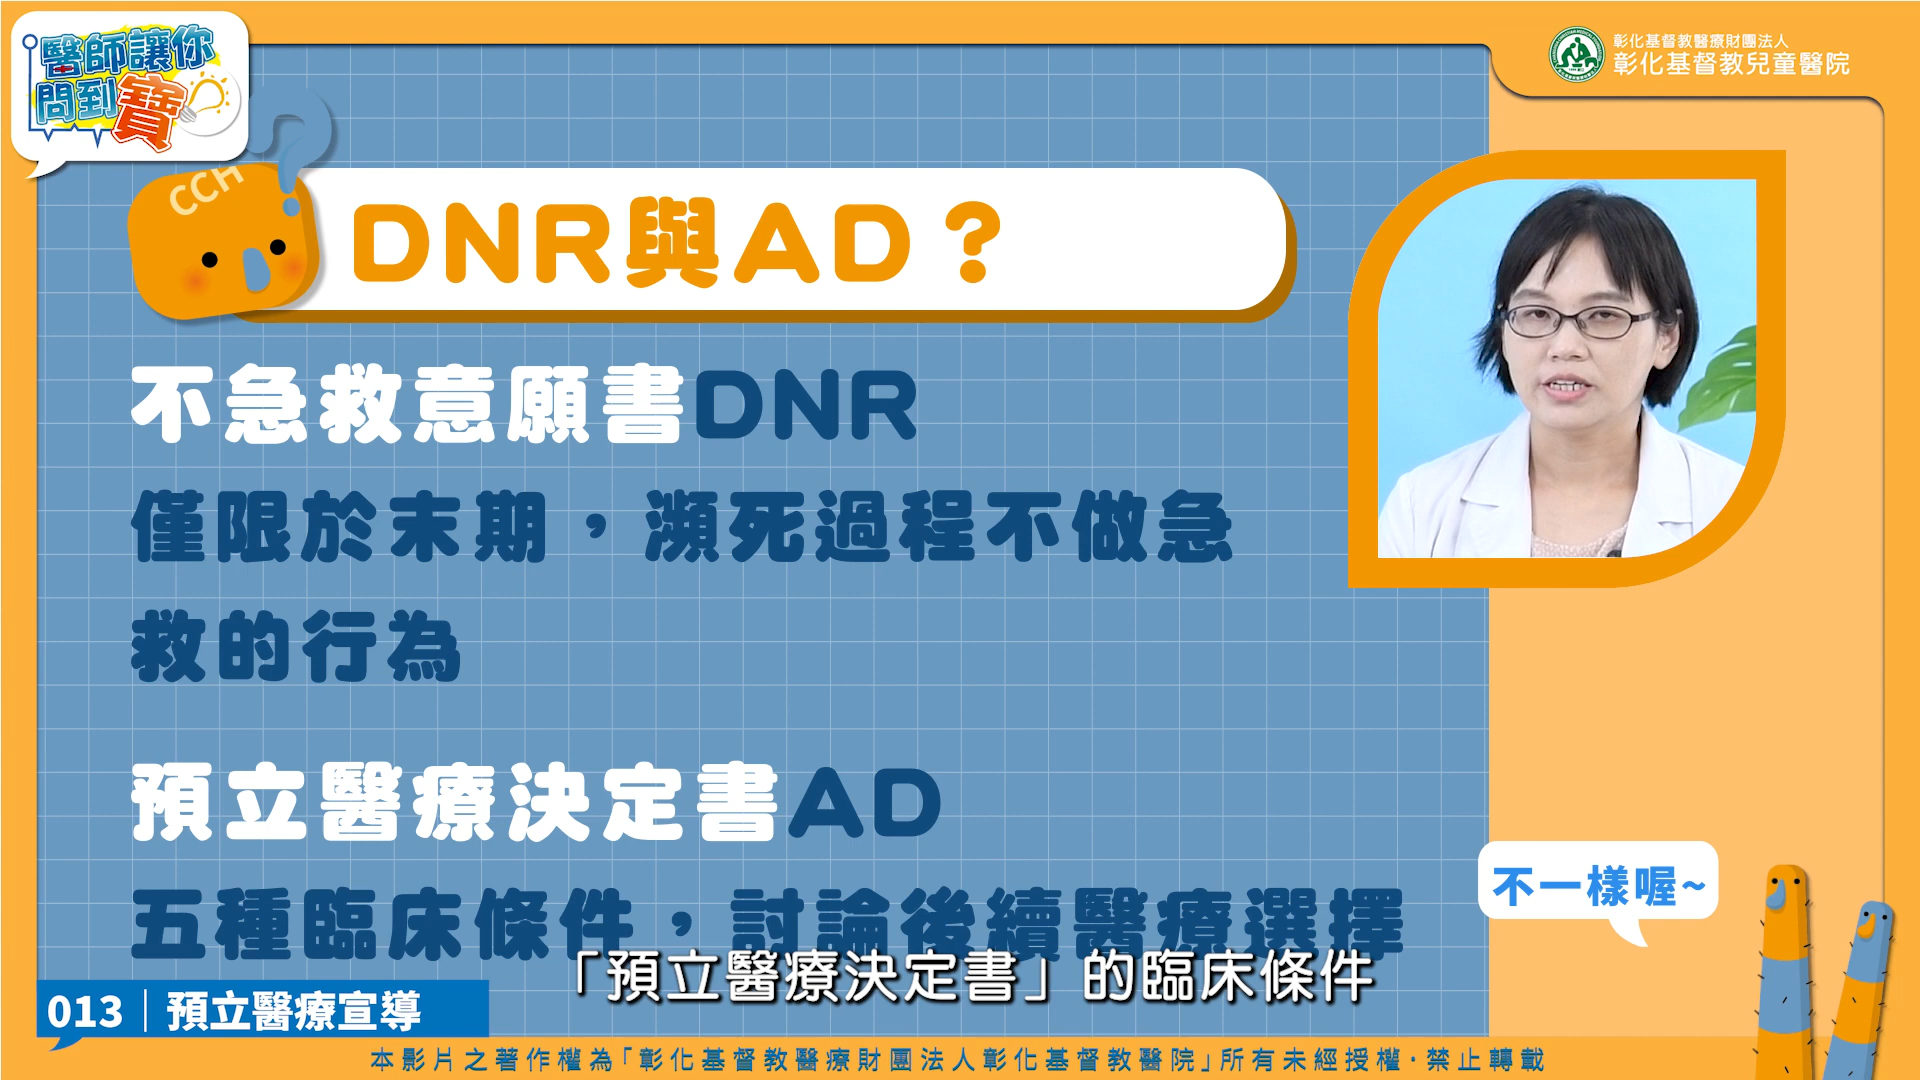 醫師讓你
問到寶
彰化基督教醫療財團法人
彰化基督教兒童醫院
CCH
DNR與AD？
不急救意願書DNR
僅限於末期，瀕死過程不做急
救的行為
預立醫療決定書AD
五種臨床條件，討論後續醫療選擇
不一樣喔~
「預立醫療決定書」的臨床條件
013｜預立醫療宣導
本影片之著作權為「彰化基督教醫療財團法人彰化基督教醫院」所有未經授權·禁止轉載